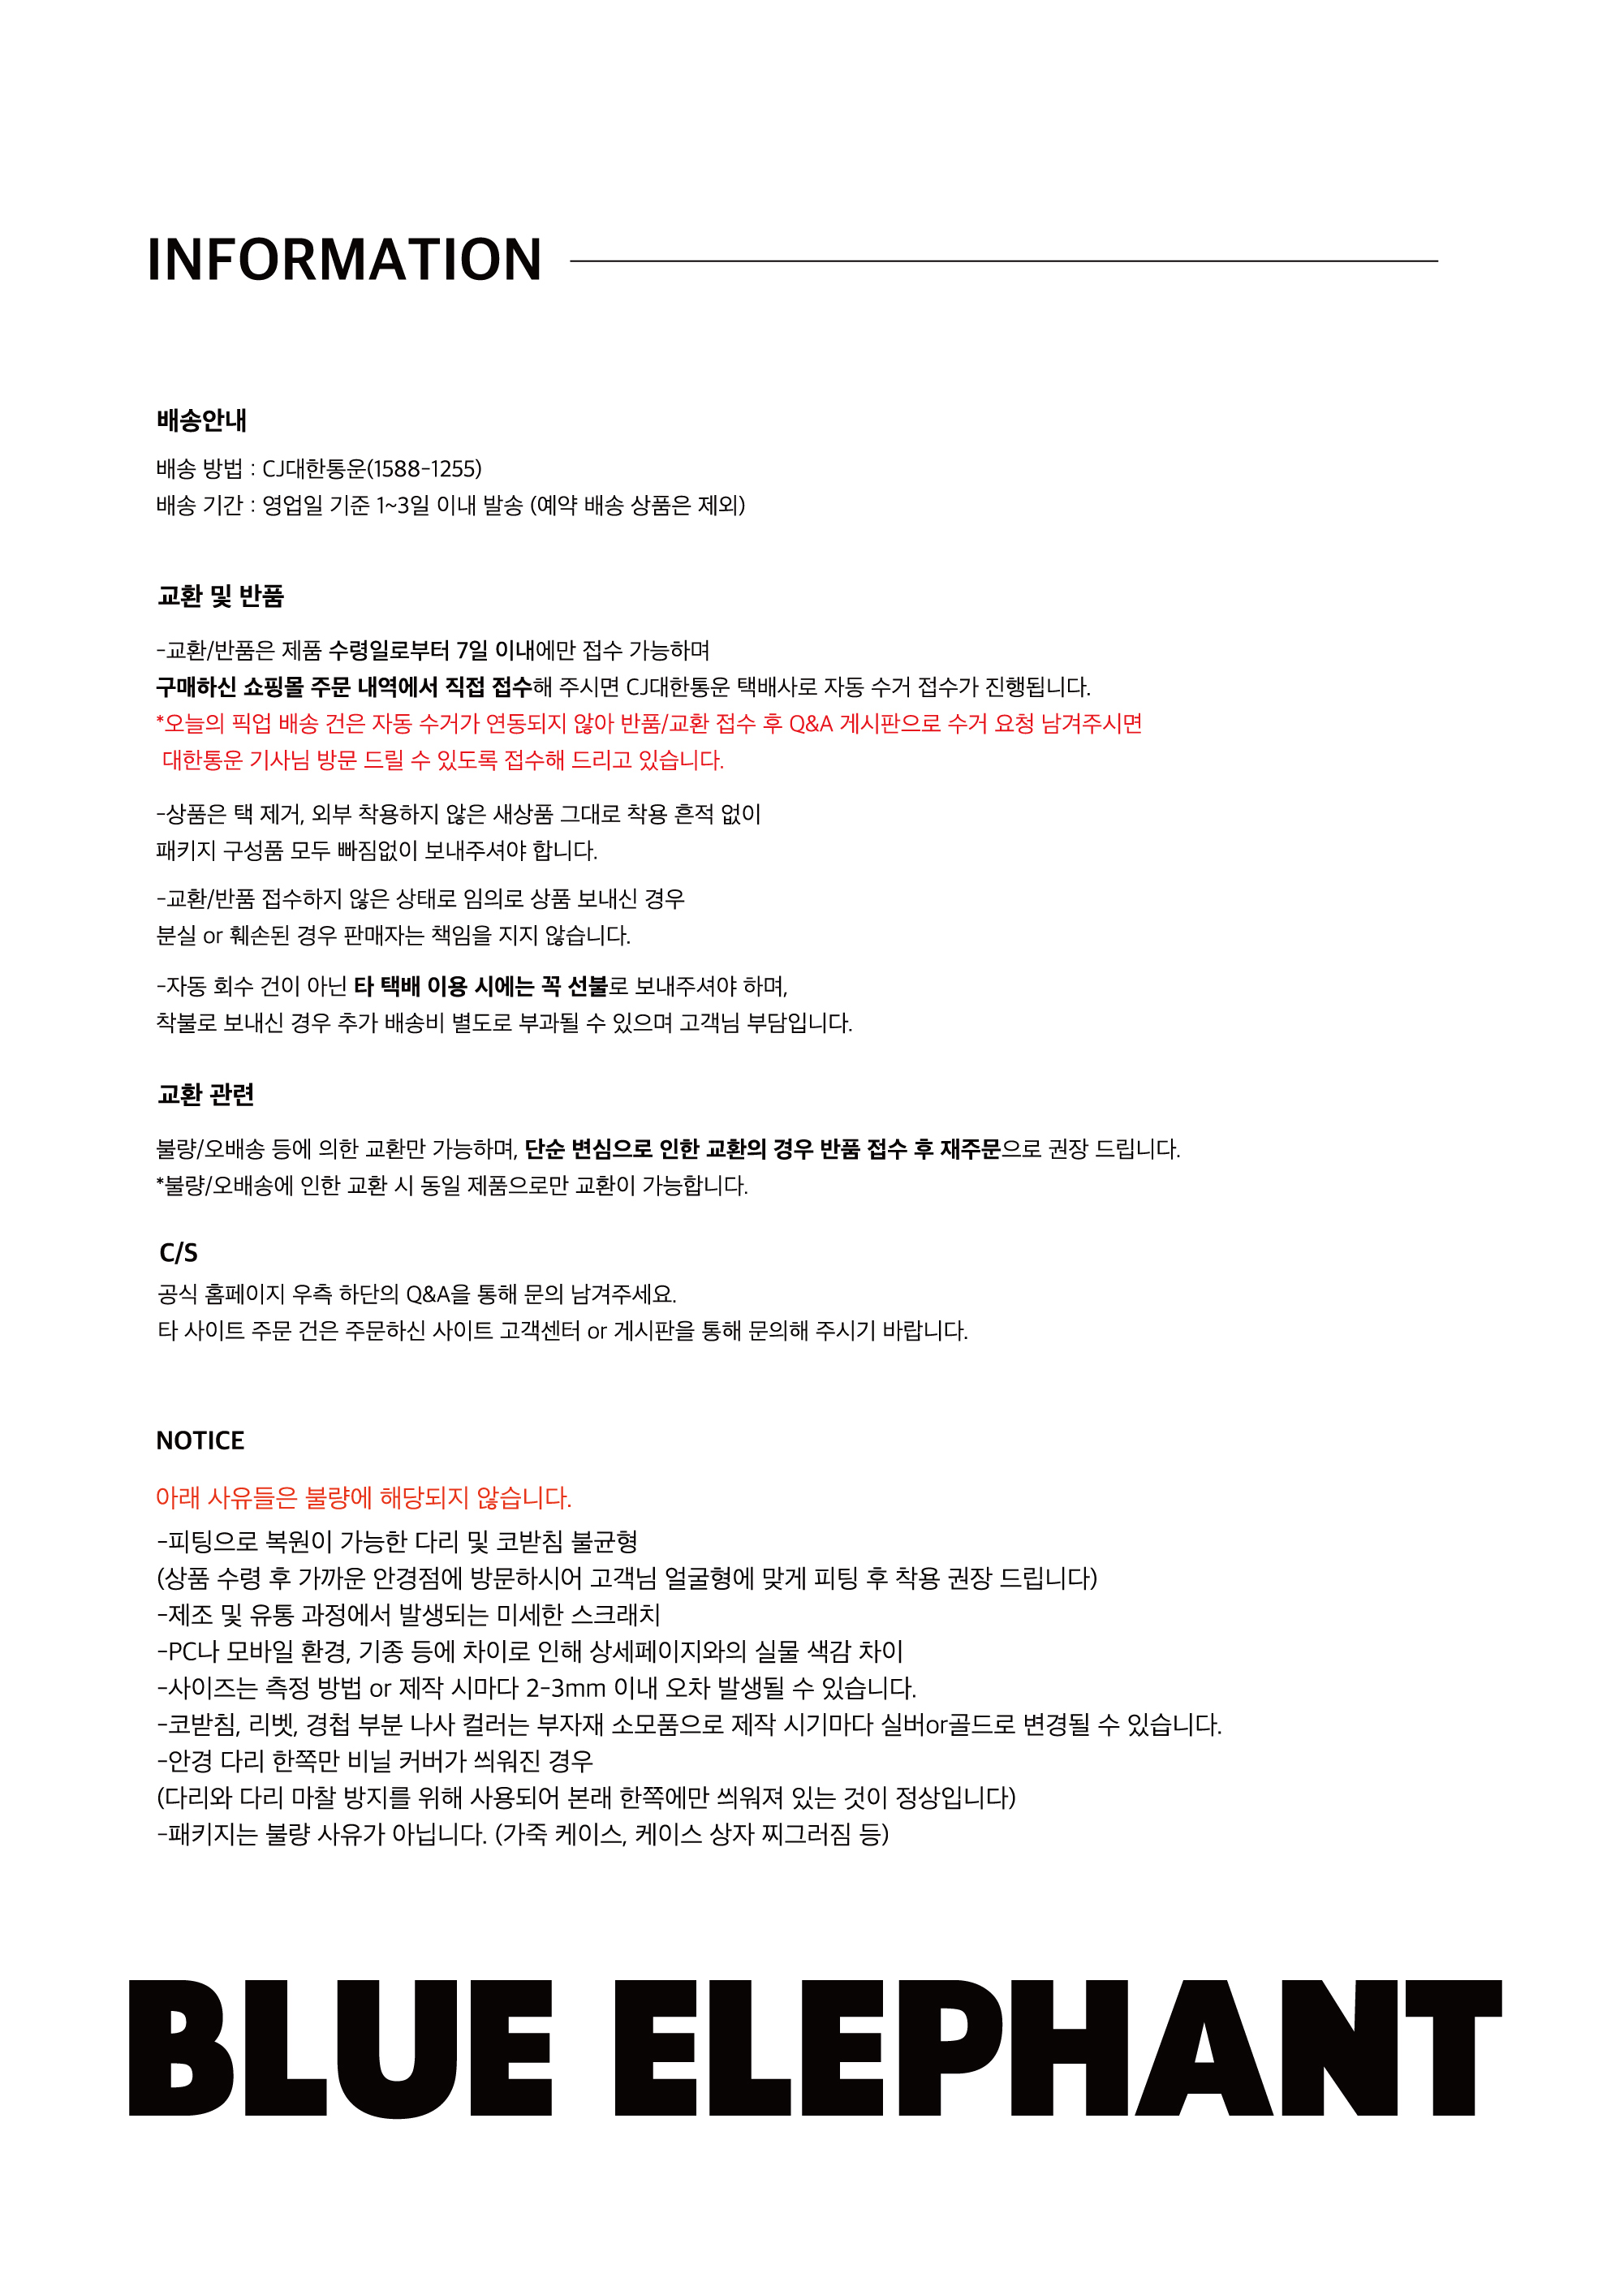 INFORMATION
배송안내
배송 방법 : CJ대한통운(1588-1255)
배송 기간 : 영업일 기준 1~3일 이내 발송 (예약 배송 상품은 제외)
교환 및 반품
-교환/반품은 제품 수령일로부터 7일 이내에만 접수 가능하며
구매하신 쇼핑몰 주문 내역에서 직접 접수해 주시면 CJ대한통운 택배사로 자동 수거 접수가 진행됩니다.
*오늘의 픽업 배송 건은 자동 수거가 연동되지 않아 반품/교환 접수 후 Q&A 게시판으로 수거 요청 남겨주시면
대한통운 기사님 방문 드릴 수 있도록 접수해 드리고 있습니다.
-상품은 택 제거, 외부 착용하지 않은 새상품 그대로 착용 흔적 없이
패키지 구성품 모두 빠짐없이 보내주셔야 합니다.
-교환/반품 접수하지 않은 상태로 임의로 상품 보내신 경우
분실 or 훼손된 경우 판매자는 책임을 지지 않습니다.
-자동 회수 건이 아닌 타 택배 이용 시에는 꼭 선불로 보내주셔야 하며,
착불로 보내신 경우 추가 배송비 별도로 부과될 수 있으며 고객님 부담입니다.
교환 관련
불량/오배송 등에 의한 교환만 가능하며, 단순 변심으로 인한 교환의 경우 반품 접수 후 재주문으로 권장 드립니다.
*불량/오배송에 인한 교환 시 동일 제품으로만 교환이 가능합니다.
C/S
공식 홈페이지 우측 하단의 Q&A을 통해 문의 남겨주세요.
타 사이트 주문 건은 주문하신 사이트 고객센터 or 게시판을 통해 문의해 주시기 바랍니다.
NOTICE
아래 사유들은 불량에 해당되지 않습니다.
-피팅으로 복원이 가능한 다리 및 코받침 불균형
(상품 수령 후 가까운 안경점에 방문하시어 고객님 얼굴형에 맞게 피팅 후 착용 권장 드립니다)
-제조 및 유통 과정에서 발생되는 미세한 스크래치
-PC나 모바일 환경, 기종 등에 차이로 인해 상세페이지와의 실물 색감 차이
-사이즈는 측정 방법 or 제작 시마다 2-3mm 이내 오차 발생될 수 있습니다.
-코받침, 리벳, 경첩 부분 나사 컬러는 부자재 소모품으로 제작 시기마다 실버or골드로 변경될 수 있습니다.
-안경 다리 한쪽만 비닐 커버가 씌워진 경우
(다리와 다리 마찰 방지를 위해 사용되어 본래 한쪽에만 씌워져 있는 것이 정상입니다)
-패키지는 불량 사유가 아닙니다. (가죽 케이스, 케이스 상자 찌그러짐 등)
BLUE ELEPHANT